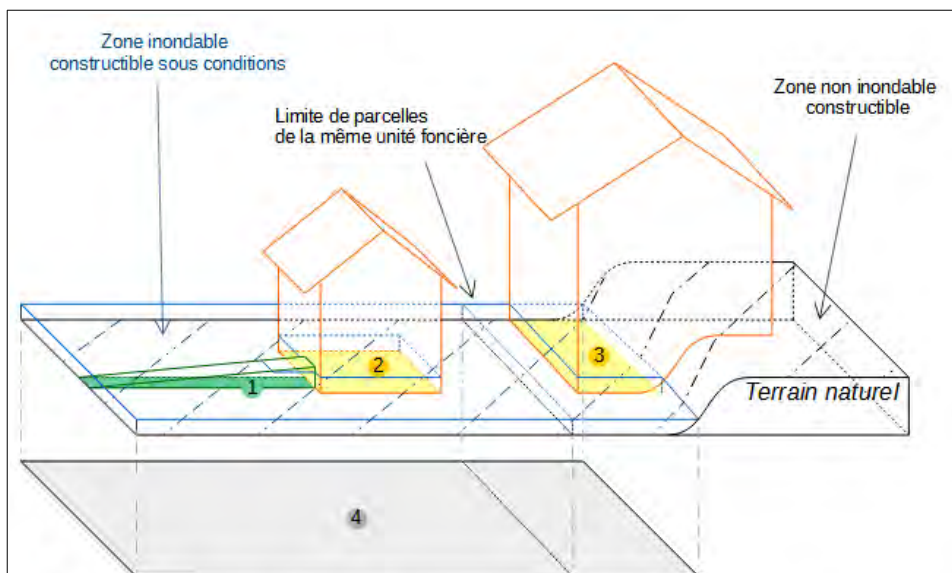 Zone inondable
constructible sous conditions
Limite de parcelles
de la même unité foncière
Zone non inondable
constructible
1
2
3
Terrain naturel
4